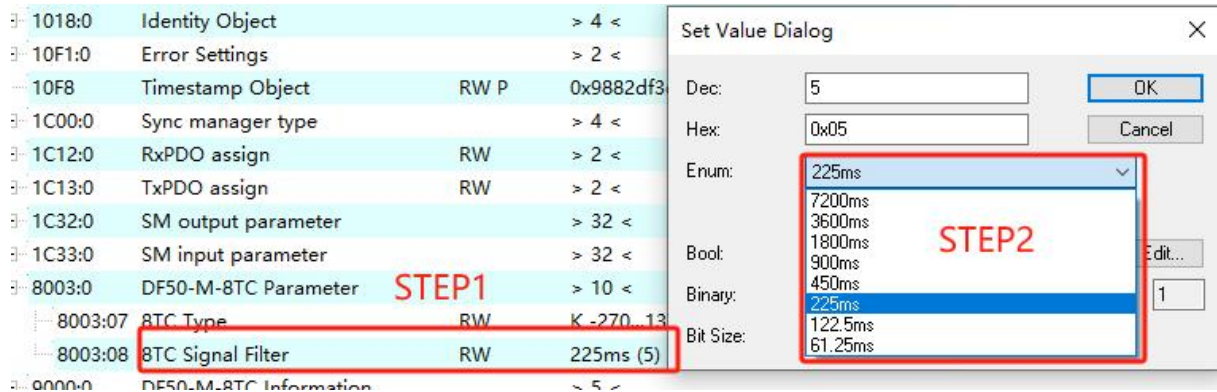 1018:0 Identity Object > 4 <
10F1:0 Error Settings > 2 <
10F8 Timestamp Object RW P 0x9882df3
1C00:0 Sync manager type > 4 <
1C12:0 RxPDO assign RW > 2 <
1C13:0 TxPDO assign RW > 2 <
1C32:0 SM output parameter > 32 <
1C33:0 SM input parameter > 32 <
STEP1
8003:0 DF50-M-8TC Parameter > 10 <
8003:07 8TC Type RW K -270...13
8003:08 8TC Signal Filter RW 225ms (5)
9000:0 DF50-M-8TC Information > 5 <
Set Value Dialog
Dec: 5 OK
Hex: 0x05 Cancel
Enum: 225ms
7200ms
3600ms
1800ms
900ms
450ms
225ms
122.5ms
61.25ms
STEP2
Bool: Edit...
Binary: 1
Bit Size: